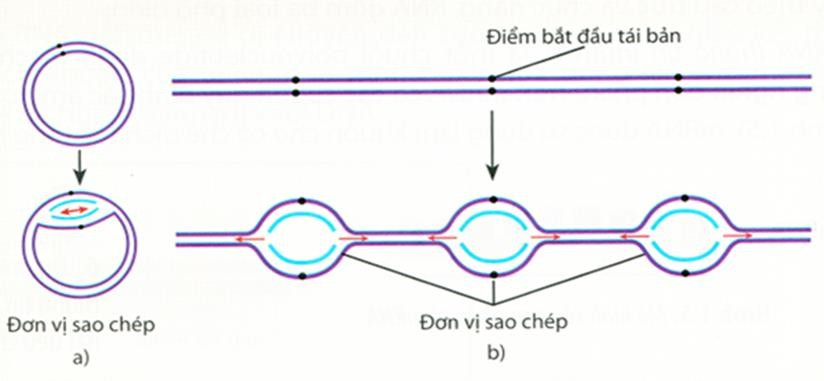 Điểm bắt đầu tái bản
Đơn vị sao chép
a)
Đơn vị sao chép
b)